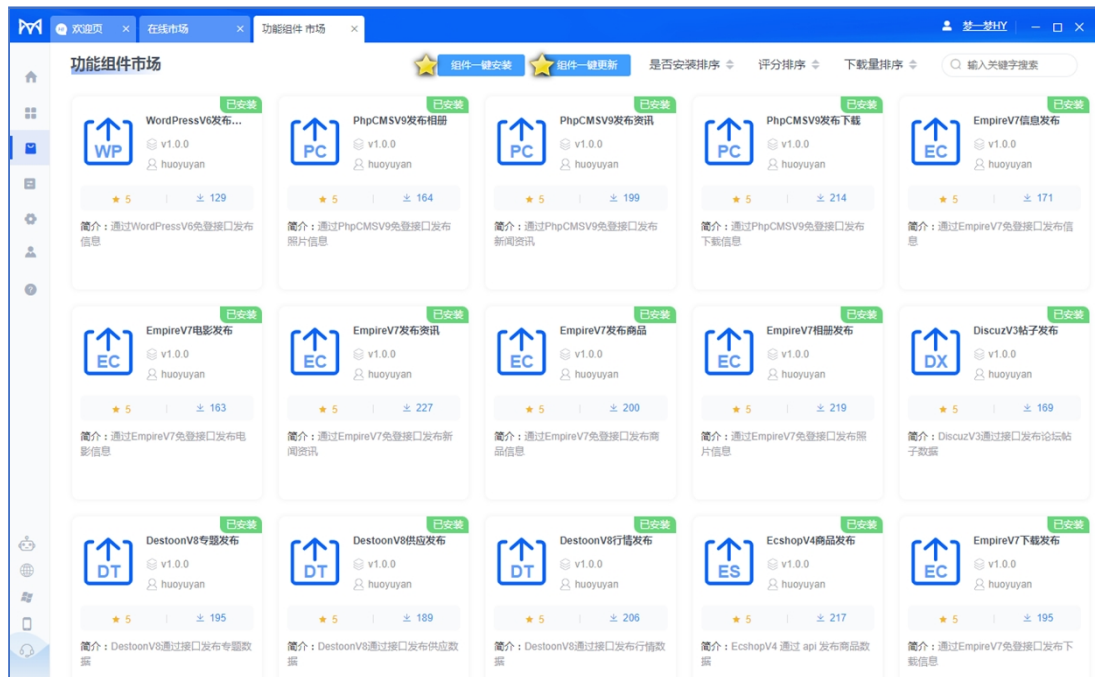 欢迎页
在线市场
功能组件 市场
梦一梦HY
功能组件市场
组件一键安装
组件一键更新
是否安装排序
评分排序
下载量排序
输入关键字搜索
已安装
WP
WordPressV6发布...
v1.0.0
huoyuyan
5
129
简介：通过WordPressV6免登接口发布
信息
已安装
PC
PhpCMSV9发布相册
v1.0.0
huoyuyan
5
164
简介：通过PhpCMSV9免登接口发布
照片信息
已安装
PC
PhpCMSV9发布资讯
v1.0.0
huoyuyan
5
199
简介：通过PhpCMSV9免登接口发布
新闻资讯
已安装
PC
PhpCMSV9发布下载
v1.0.0
huoyuyan
5
214
简介：通过PhpCMSV9免登接口发布
下载信息
已安装
EC
EmpireV7信息发布
v1.0.0
huoyuyan
5
171
简介：通过EmpireV7免登接口发布信
息
已安装
EC
EmpireV7电影发布
v1.0.0
huoyuyan
5
163
简介：通过EmpireV7免登接口发布电
影信息
已安装
EC
EmpireV7发布资讯
v1.0.0
huoyuyan
5
227
简介：通过EmpireV7免登接口发布新
闻资讯
已安装
EC
EmpireV7发布商品
v1.0.0
huoyuyan
5
200
简介：通过EmpireV7免登接口发布商
品信息
已安装
EC
EmpireV7相册发布
v1.0.0
huoyuyan
5
219
简介：通过EmpireV7免登接口发布照
片信息
已安装
DX
DiscuzV3帖子发布
v1.0.0
huoyuyan
5
169
简介：DiscuzV3通过接口发布论坛帖
子数据
已安装
DT
DestoonV8专题发布
v1.0.0
huoyuyan
5
195
简介：DestoonV8通过接口发布专题数
据
已安装
DT
DestoonV8供应发布
v1.0.0
huoyuyan
5
189
简介：DestoonV8通过接口发布供应数
据
已安装
DT
DestoonV8行情发布
v1.0.0
huoyuyan
5
206
简介：DestoonV8通过接口发布行情数
据
已安装
ES
EcshopV4商品发布
v1.0.0
huoyuyan
5
217
简介：EcshopV4 通过 api 发布商品数
据
已安装
EC
EmpireV7下载发布
v1.0.0
huoyuyan
5
195
简介：通过EmpireV7免登接口发布下
载信息